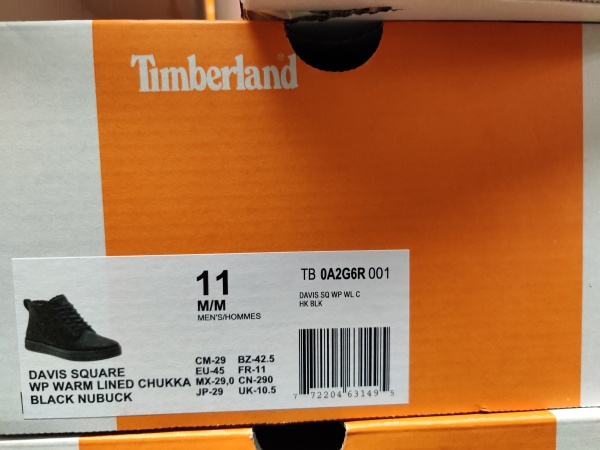 Timberland
11
M/M
MEN'S/HOMMES
TB 0A2G6R 001
DAVIS SQ WP WL C
HK BLK
DAVIS SQUARE
WP WARM LINED CHUKKA
BLACK NUBUCK
CM-29 BZ-42.5
EU-45 FR-11
MX-29,0 CN-290
JP-29 UK-10.5
7 72204 63149 5